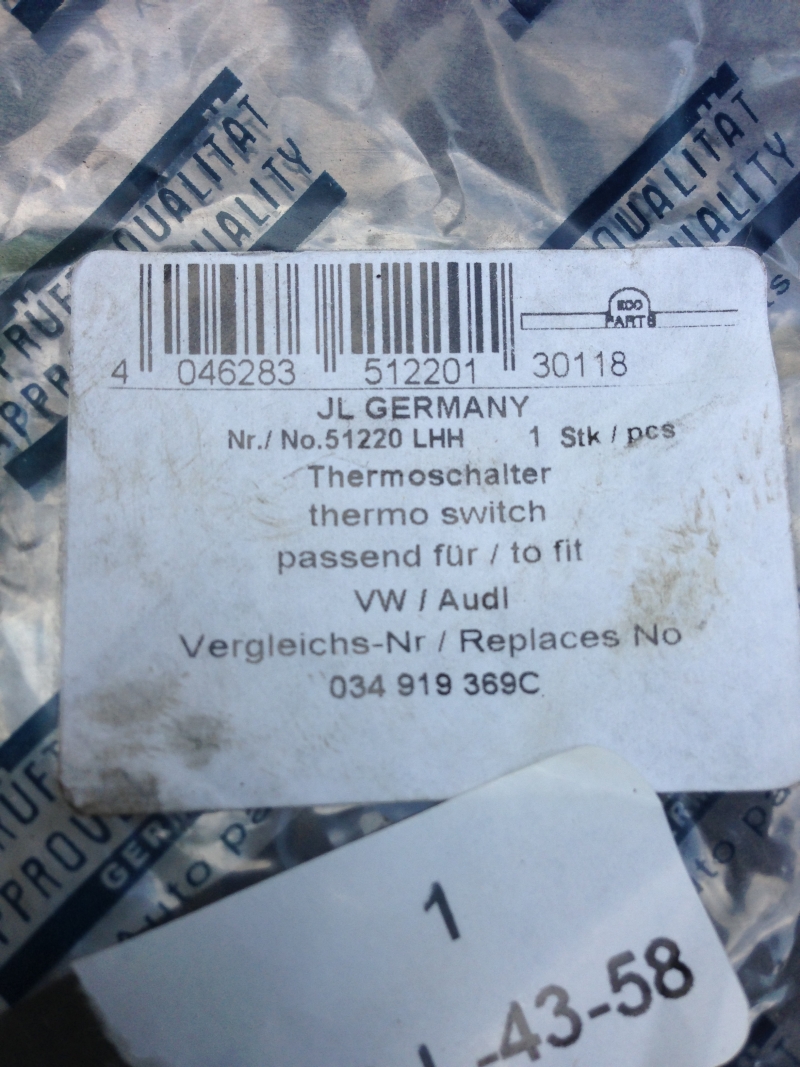 QUALITÄT
QUALITY
QUALITÄT
QUALITY
4 046283 512201 30118
ECO
PARTS
JL GERMANY
Nr./ No.51220 LHH 1 Stk / pcs
Thermoschalter
thermo switch
passend für / to fit
VW / Audi
Vergleichs-Nr / Replaces No
034 919 369C
1
-43-58